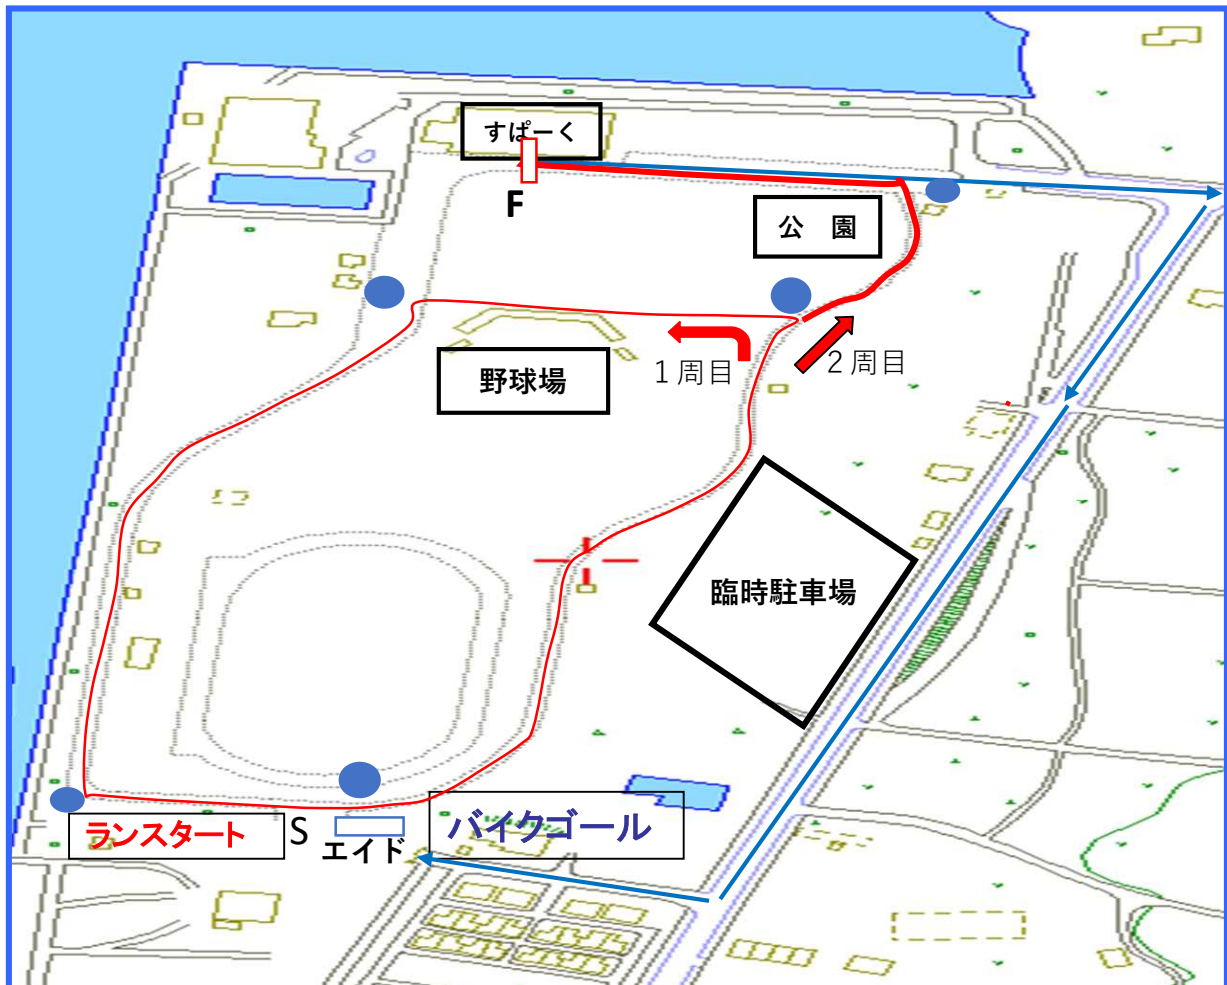 すぱーく
F
公　園
1周目
2周目
野球場
臨時駐車場
ランスタート
S
エイド
バイクゴール